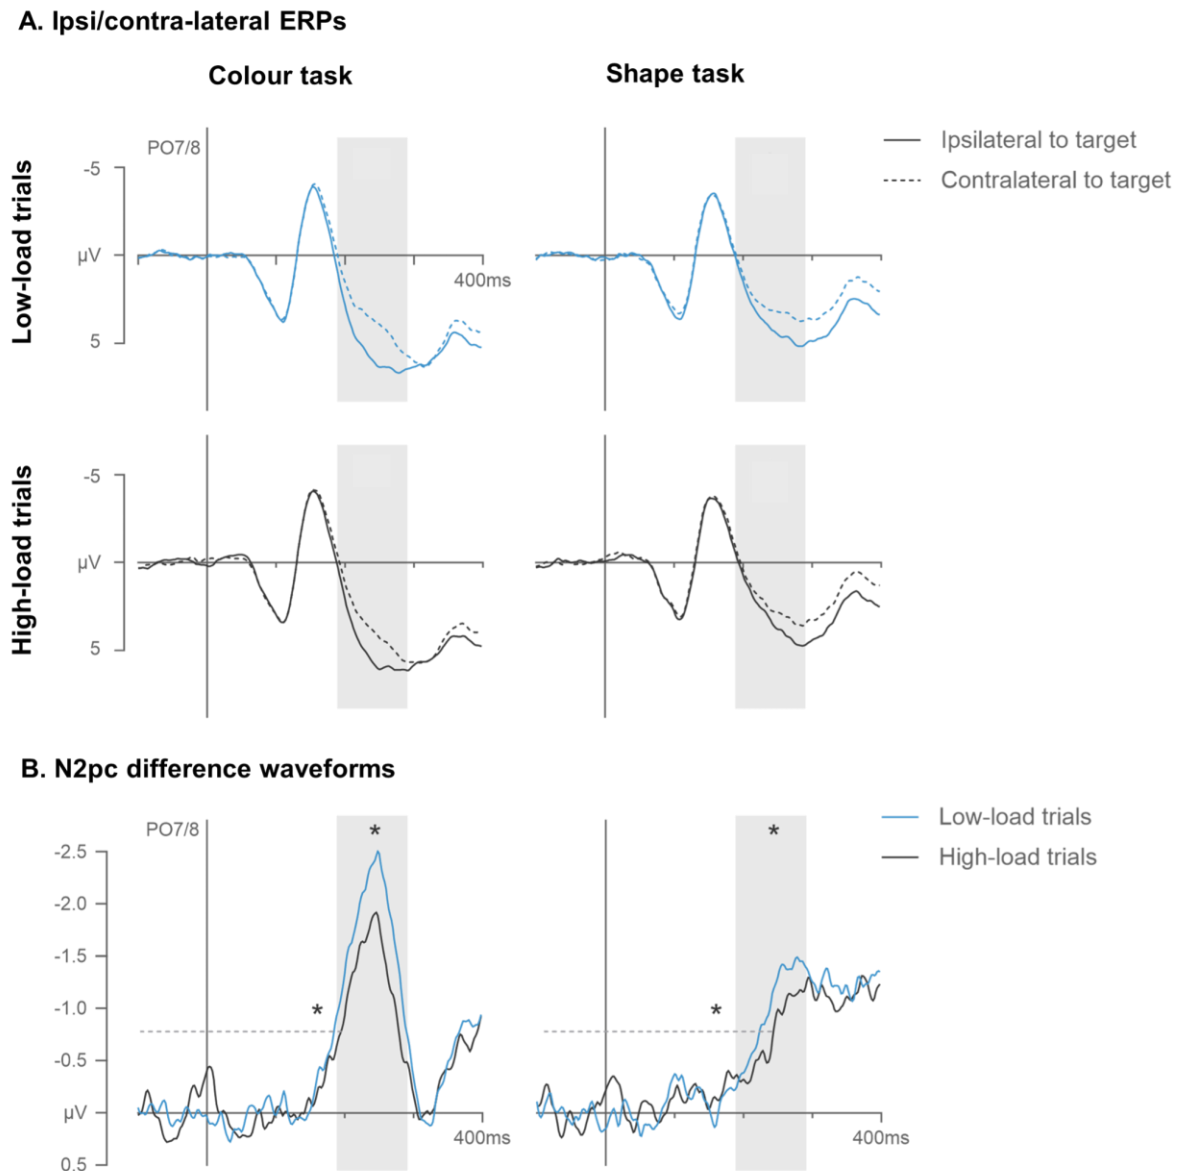 A. Ipsi/contra-lateral ERPs
Colour task
Shape task
Low-load trials
PO7/8
-5
µV
5
400ms
Ipsilateral to target
Contralateral to target
High-load trials
-5
µV
5
B. N2pc difference waveforms
PO7/8
*
*
-2.5
-2.0
-1.5
-1.0
-0.5
µV
0.5
*
*
400ms
400ms
Low-load trials
High-load trials